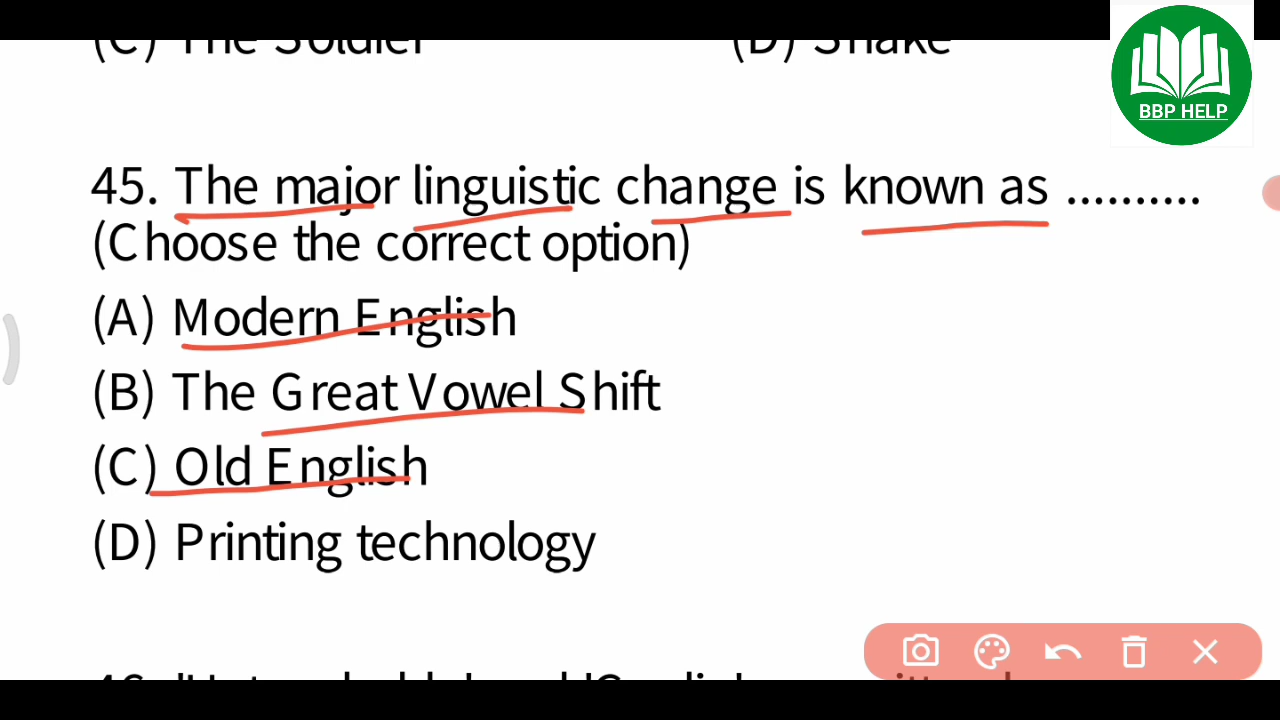 (C) The Soldier (D) Snake
BBP HELP
45. The major linguistic change is known as ..........
(Choose the correct option)
(A) Modern English
(B) The Great Vowel Shift
(C) Old English
(D) Printing technology